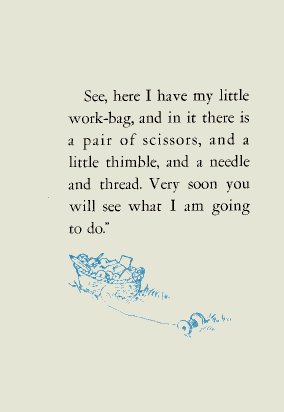 See, here I have my little
work-bag, and in it there is
a pair of scissors, and a
little thimble, and a needle
and thread. Very soon you
will see what I am going
to do."